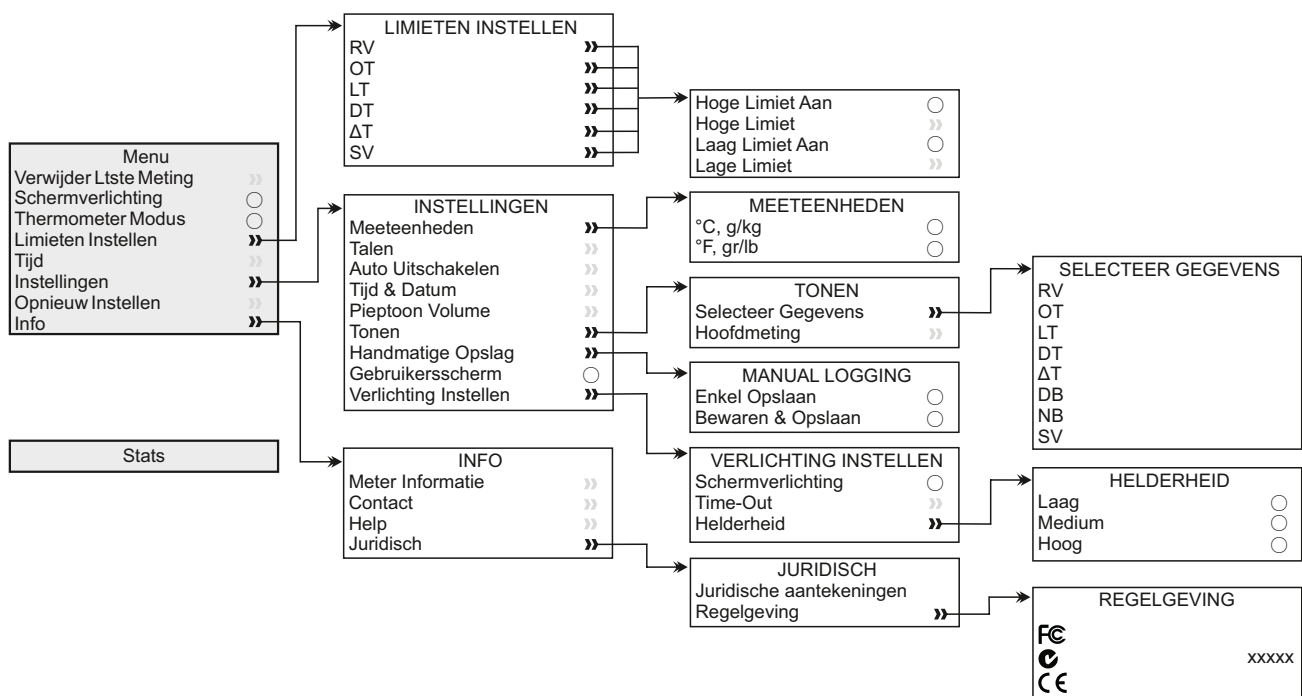 Menu
Verwijder Ltste Meting
Schermverlichting
Thermometer Modus
Limieten Instellen
Tijd
Instellingen
Opnieuw Instellen
Info
Stats
LIMIETEN INSTELLEN
RV
OT
LT
DT
ΔT
SV
Hoge Limiet Aan
Hoge Limiet
Laag Limiet Aan
Lage Limiet
INSTELLINGEN
Meeteenheden
Talen
Auto Uitschakelen
Tijd & Datum
Pieptoon Volume
Tonen
Handmatige Opslag
Gebruikersscherm
Verlichting Instellen
MEETEENHEDEN
°C, g/kg
°F, gr/lb
TONEN
Selecteer Gegevens
Hoofdmeting
SELECTEER GEGEVENS
RV
OT
LT
DT
ΔT
DB
NB
SV
MANUAL LOGGING
Enkel Opslaan
Bewaren & Opslaan
VERLICHTING INSTELLEN
Schermverlichting
Time-Out
Helderheid
HELDERHEID
Laag
Medium
Hoog
INFO
Meter Informatie
Contact
Help
Juridisch
JURIDISCH
Juridische aantekeningen
Regelgeving
REGELGEVING
FC
xxxxx
CE